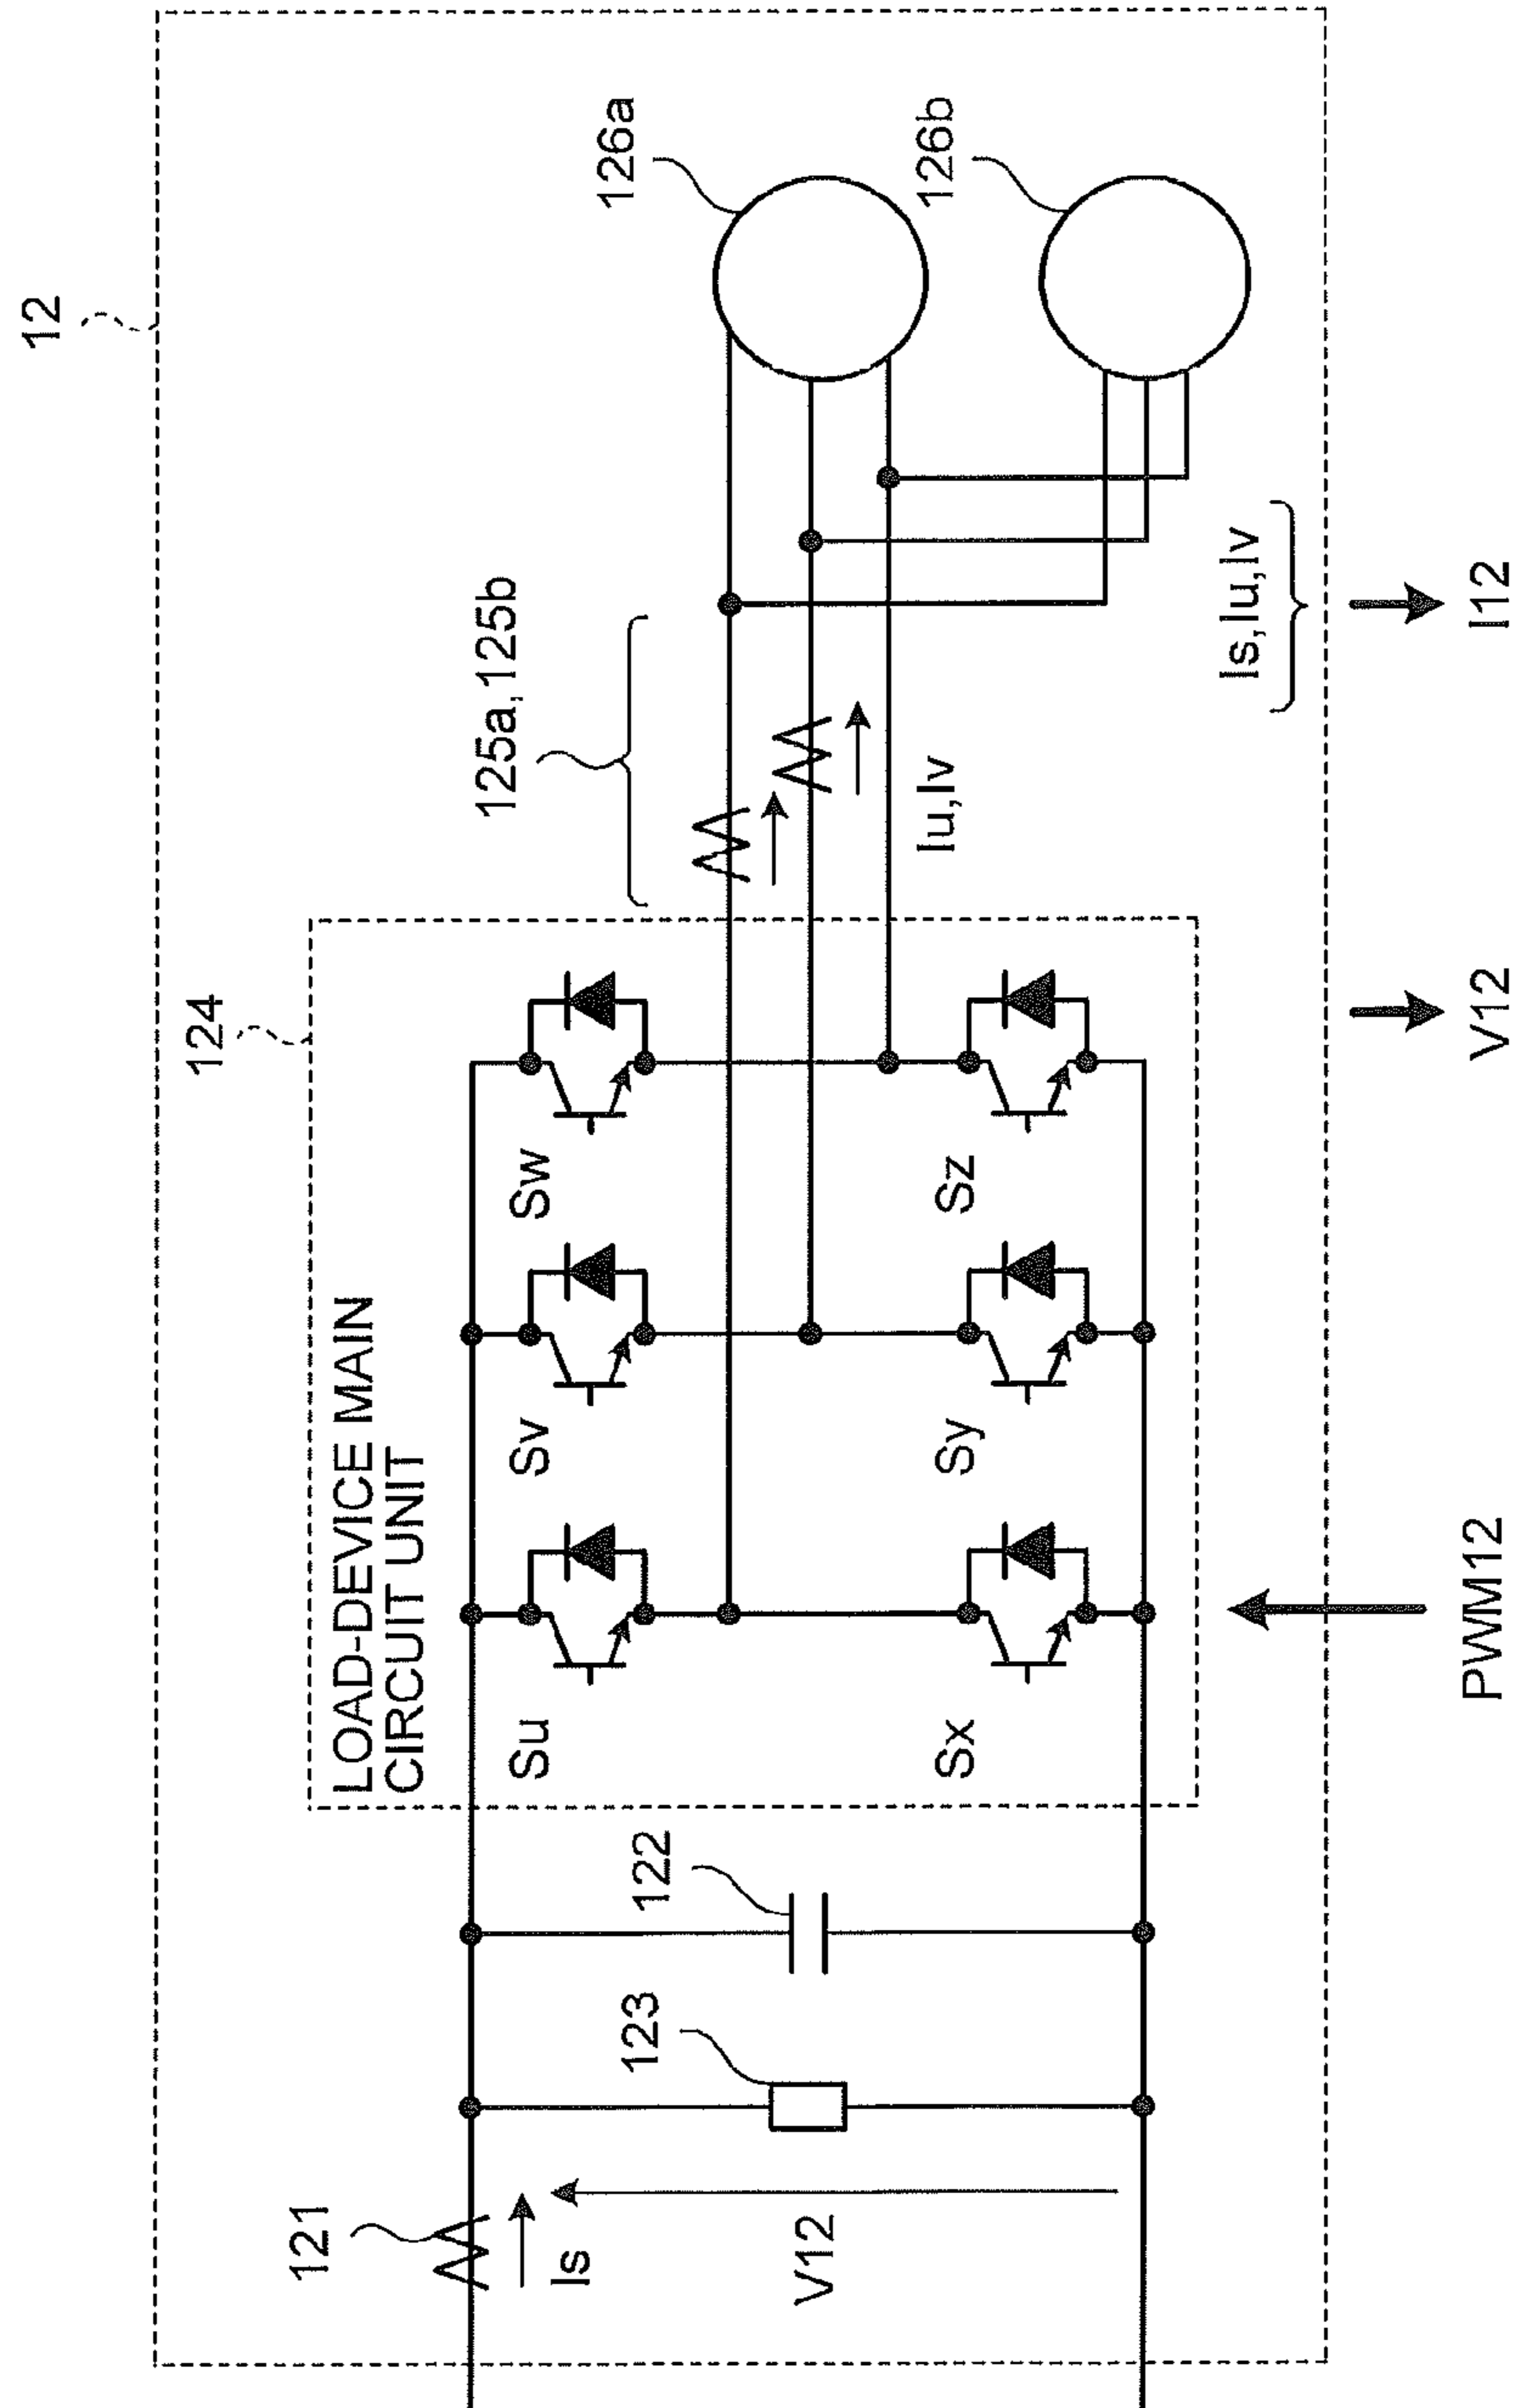 12
124
LOAD-DEVICE MAIN
CIRCUIT UNIT
125a,125b
126a
126b
121
Is
V12
123
122
Su
Sv
Sw
Sx
Sy
Sz
Iu,Iv
Is,Iu,Iv
PWM12
V12
I12